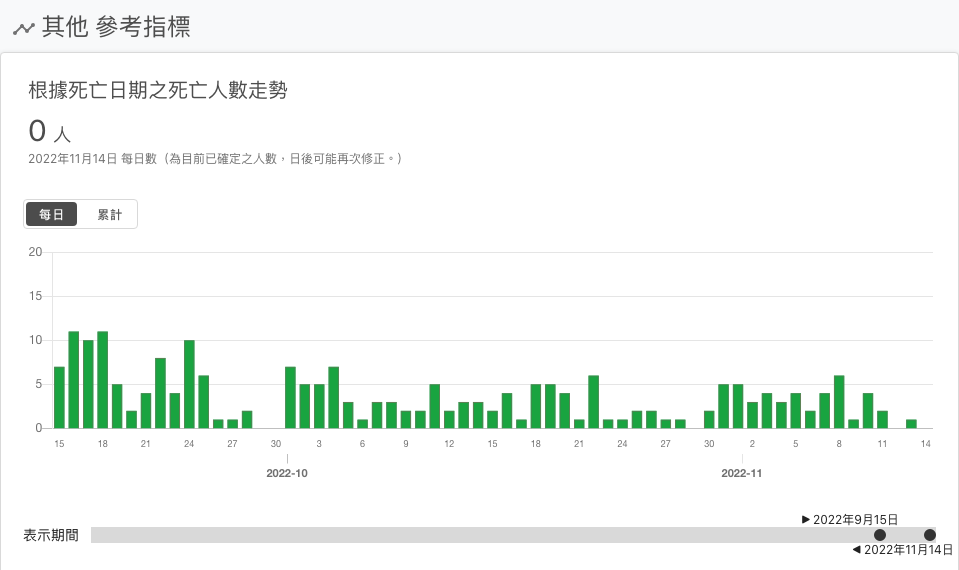 其他 參考指標
根據死亡日期之死亡人數走勢
0 人
2022年11月14日 每日數（為目前已確定之人數，日後可能再次修正。）
每日 累計
20
15
10
5
0
15 18 21 24 27 30 3 6 9 12 15 18 21 24 27 30 2 5 8 11 14
2022-10 2022-11
▶ 2022年9月15日
表示期間
◀ 2022年11月14日